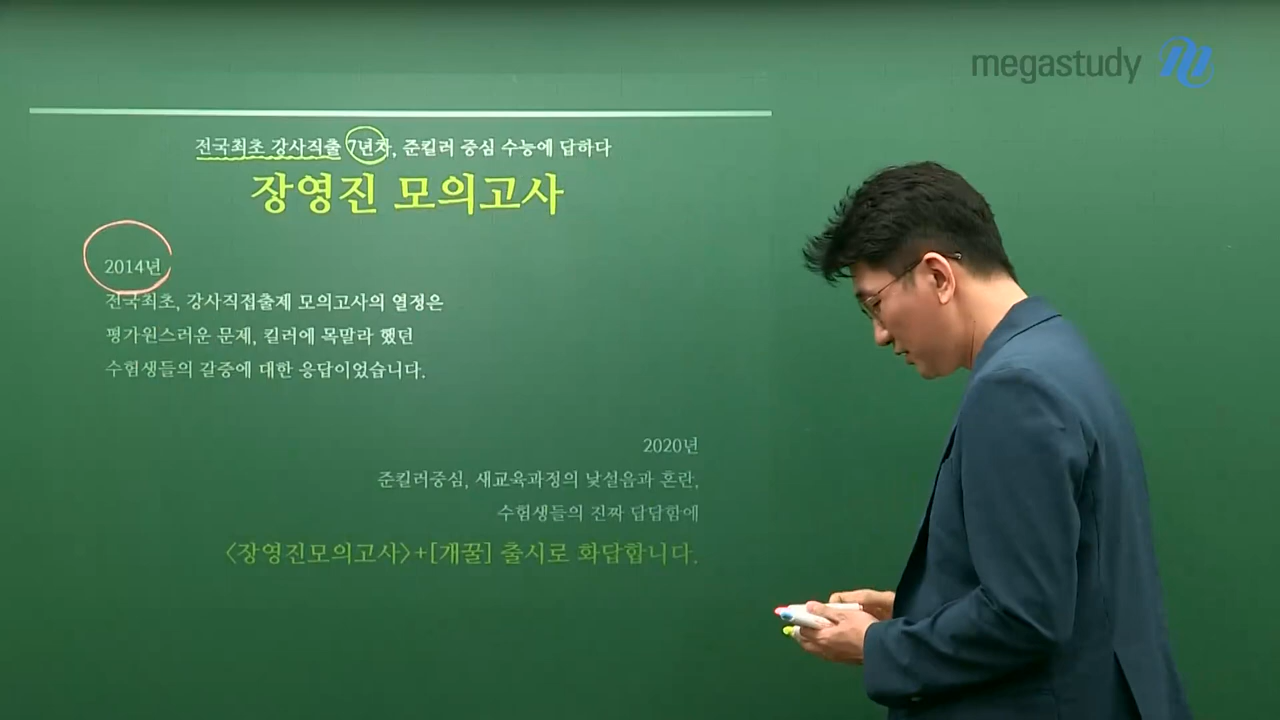 megastudy
전국최초 강사직출 7년차, 준킬러 중심 수능에 답하다
장영진 모의고사
2014년
전국최초, 강사직접출제 모의고사의 열정은
평가원스러운 문제, 킬러에 목말라 했던
수험생들의 갈증에 대한 응답이었습니다.
2020년
준킬러중심, 새교육과정의 낯설음과 혼란,
수험생들의 진짜 답답함에
<장영진모의고사>+[개꿀] 출시로 화답합니다.